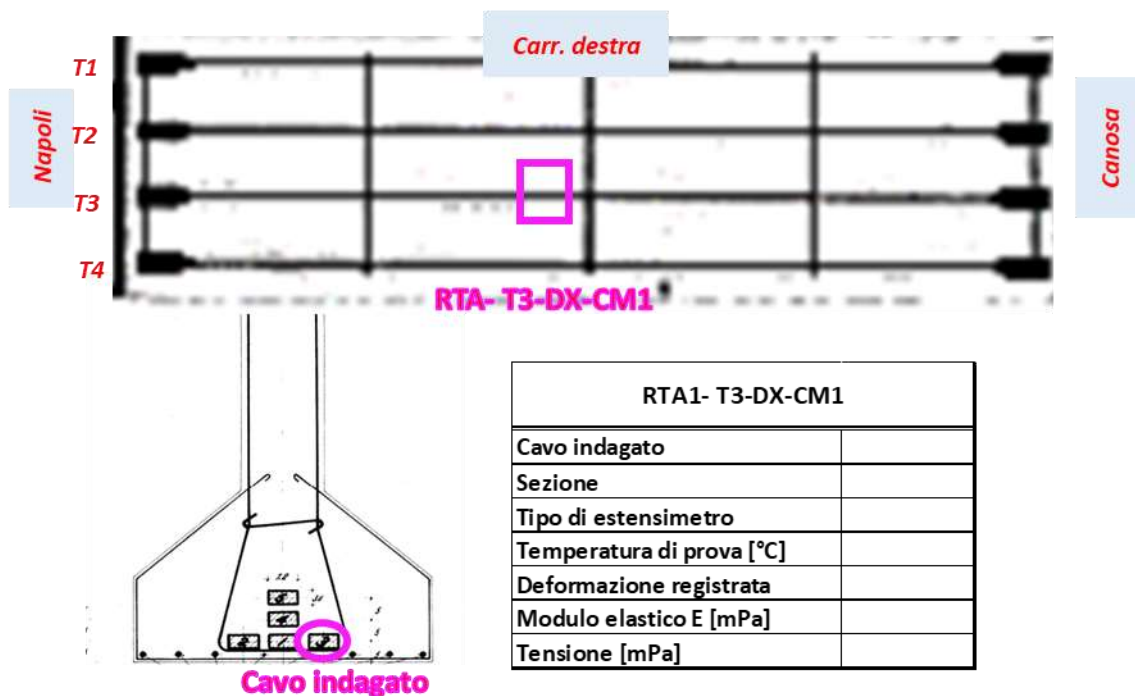 Carr. destra
T1
Napoli
Canosa
T2
T3
T4
RTA- T3-DX-CM1
RTA1- T3-DX-CM1
Cavo indagato
Sezione
Tipo di estensimetro
Temperatura di prova [°C]
Deformazione registrata
Modulo elastico E [mPa]
Tensione [mPa]
Cavo indagato